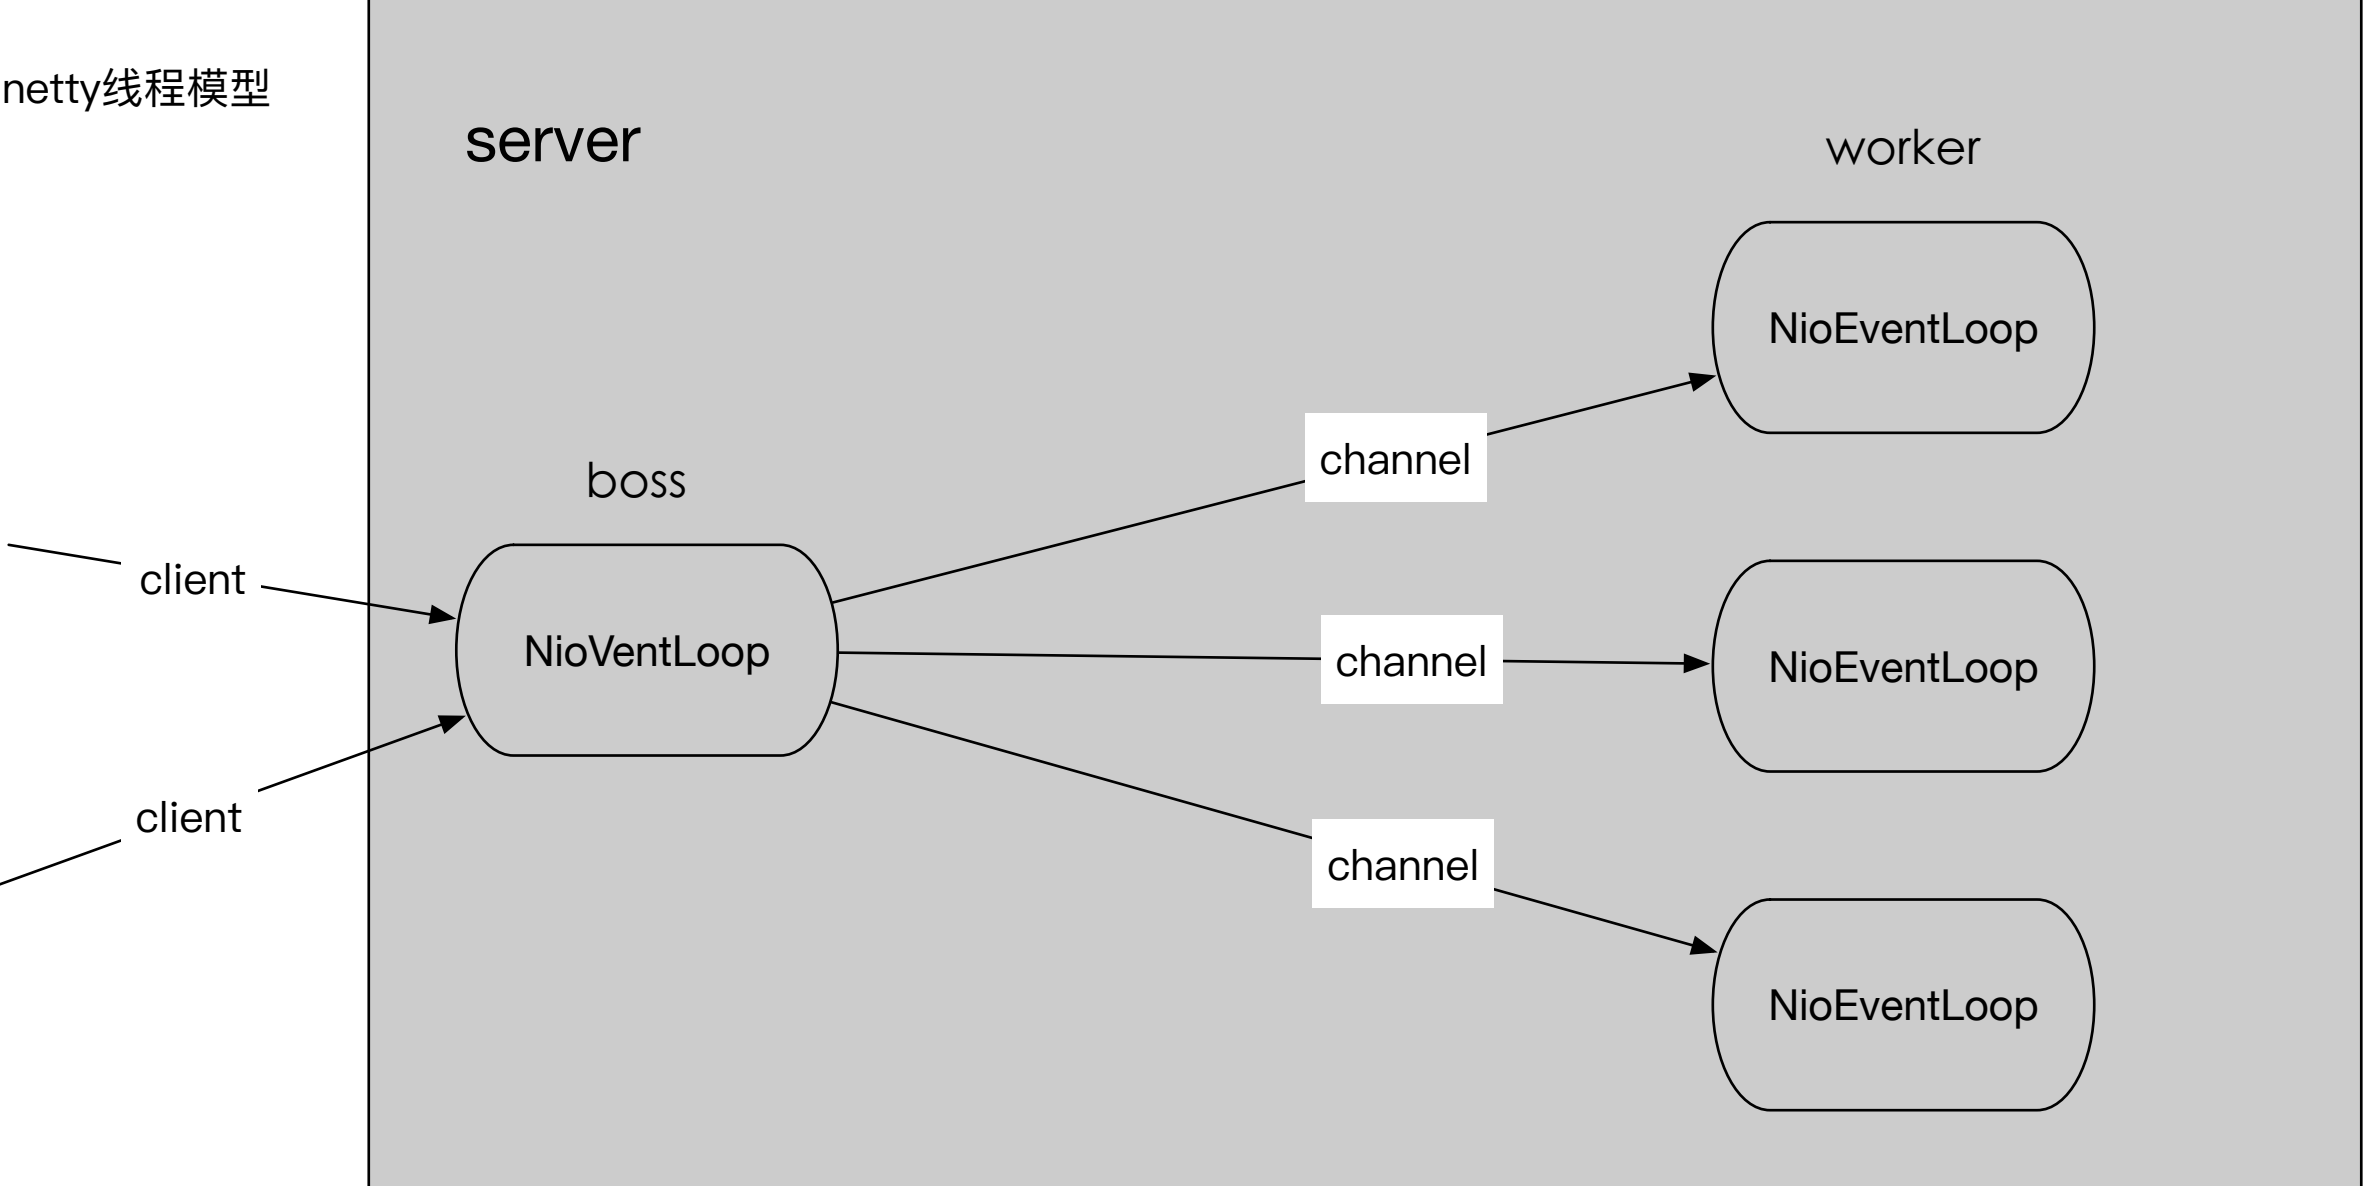 netty线程模型
server
worker
NioEventLoop
channel
boss
client
NioVentLoop
channel
NioEventLoop
client
channel
NioEventLoop